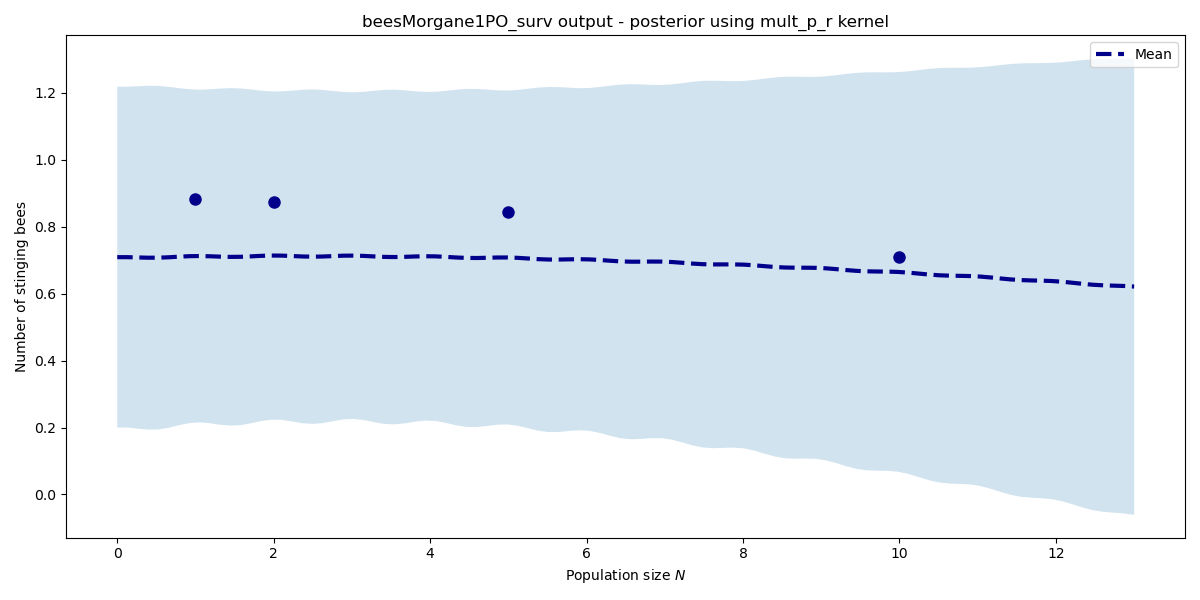 beesMorgane1PO_surv output - posterior using mult_p_r kernel
Mean
Number of stinging bees
1.2
1.0
0.8
0.6
0.4
0.2
0.0
0 2 4 6 8 10 12
Population size N